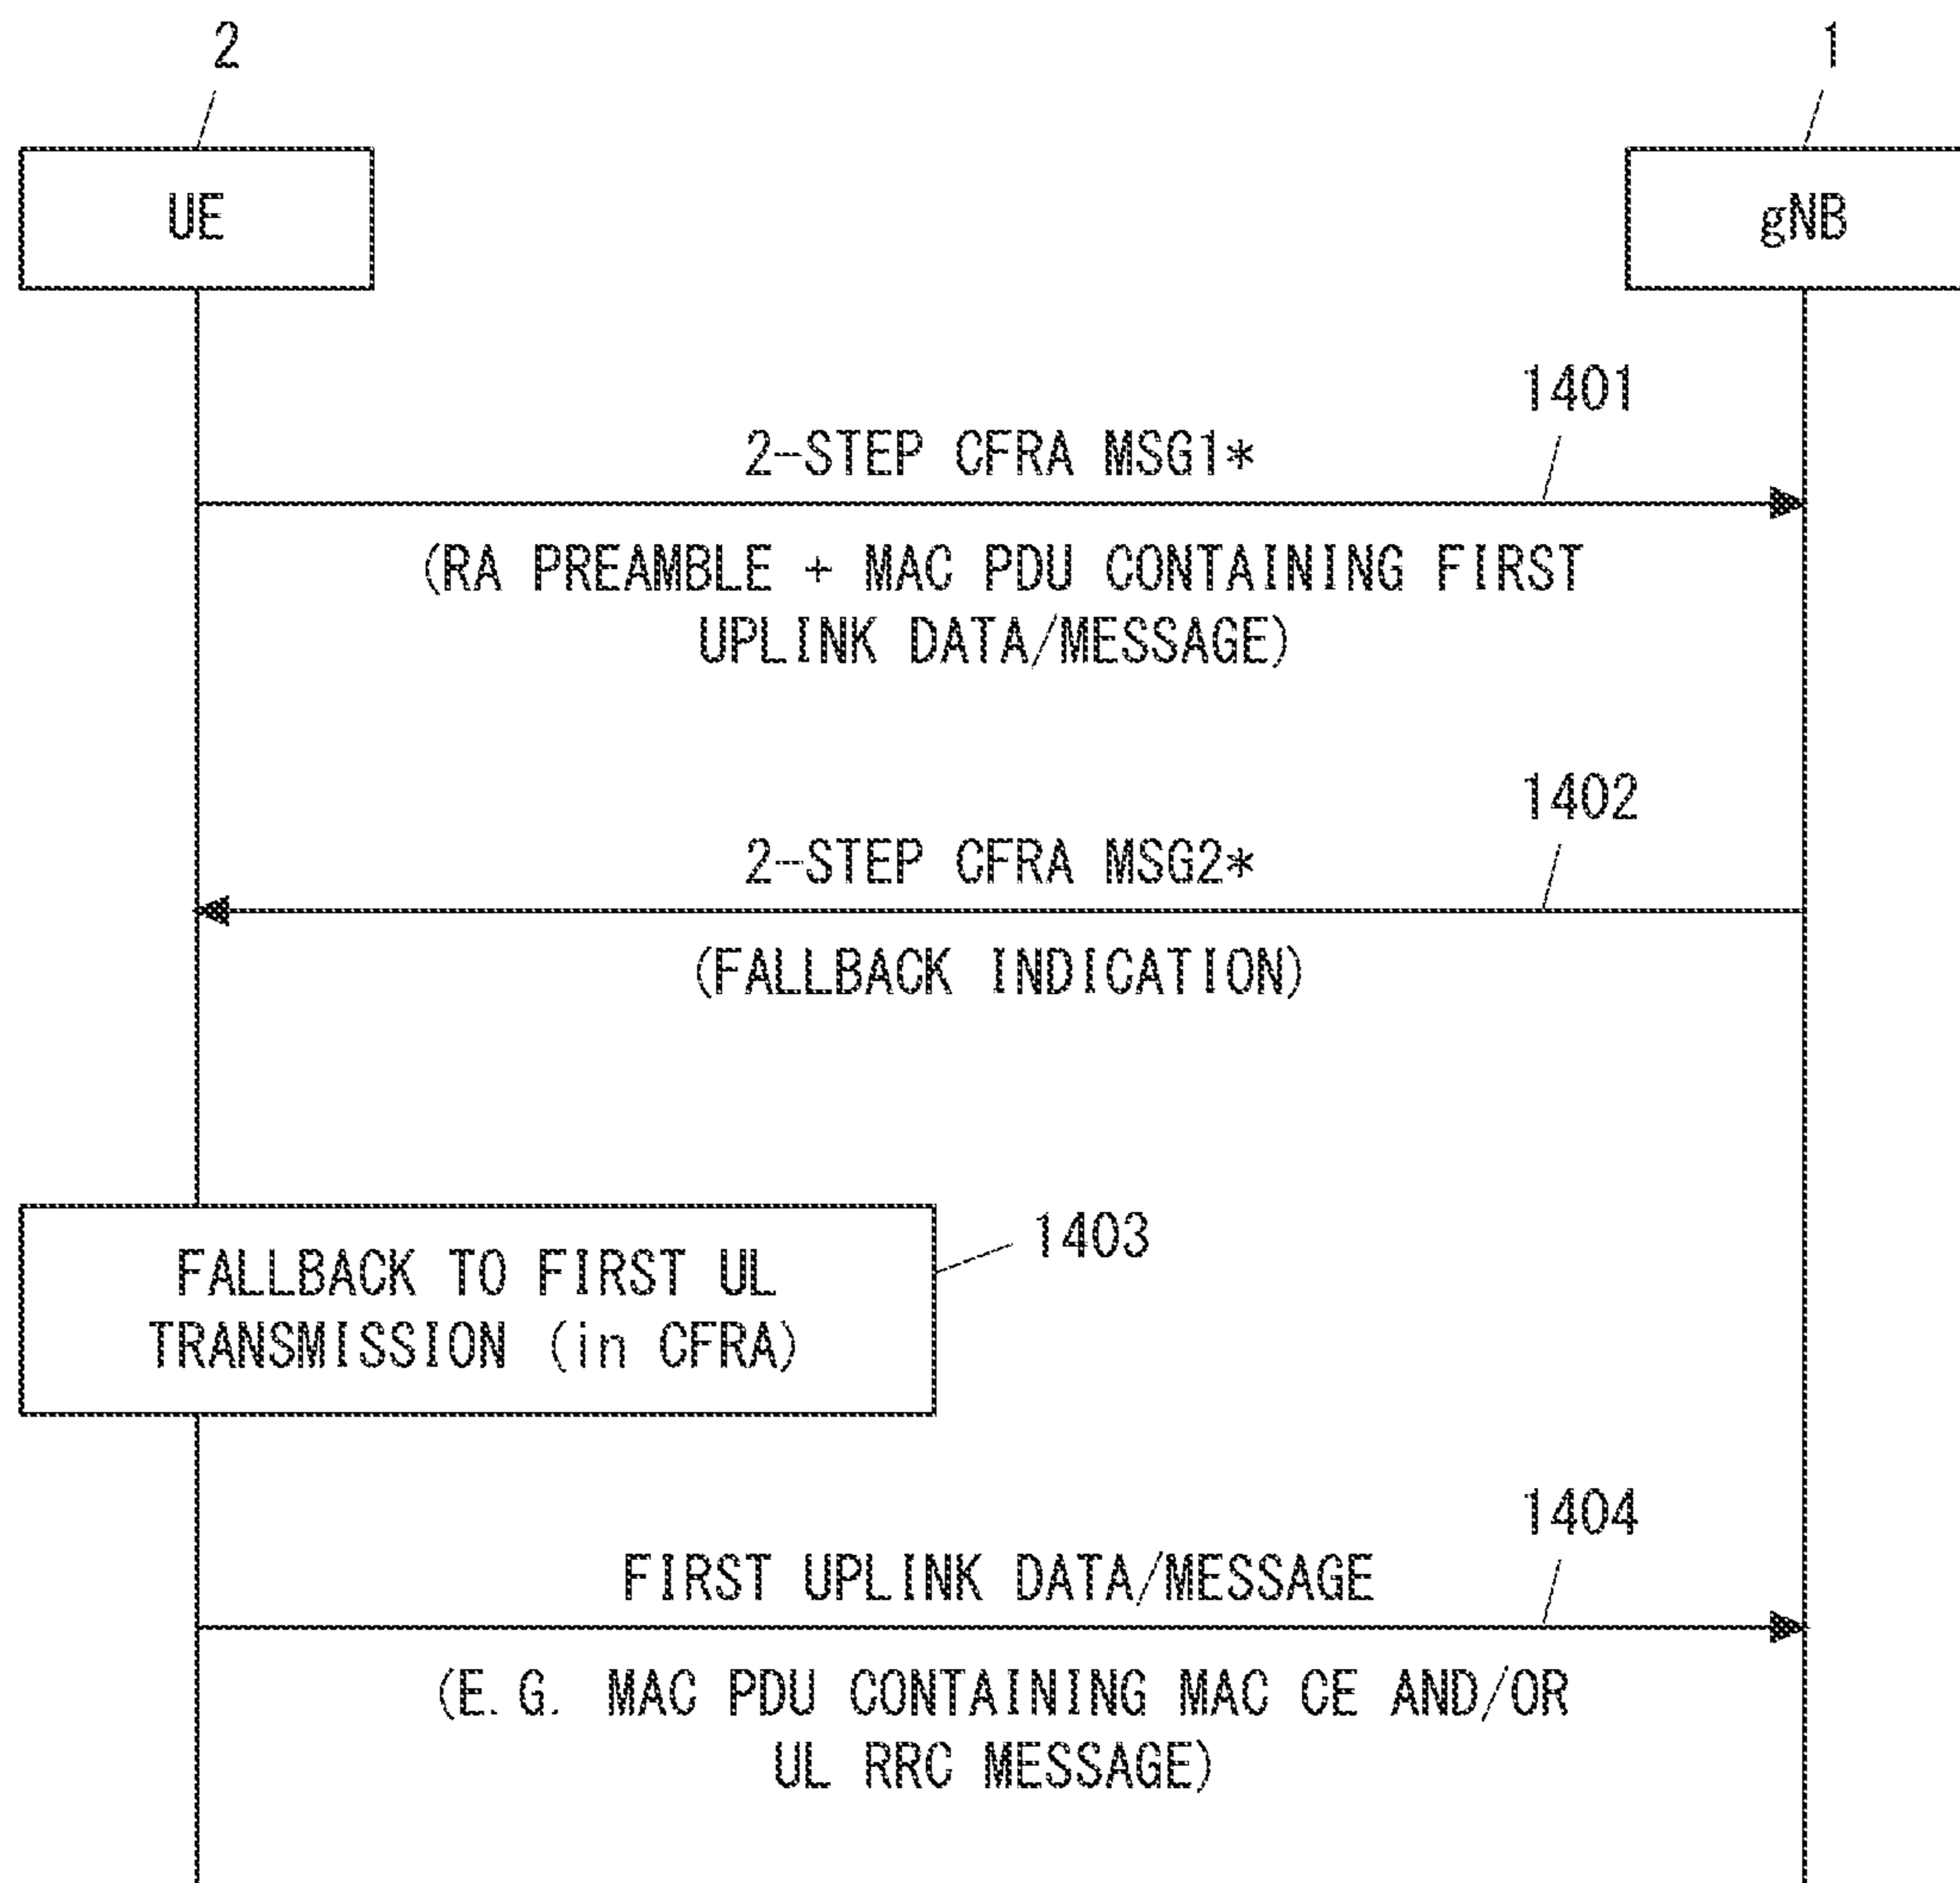 2
1
UE
gNB
1401
2-STEP CFRA MSG1*
(RA PREAMBLE + MAC PDU CONTAINING FIRST
UPLINK DATA/MESSAGE)
1402
2-STEP CFRA MSG2*
(FALLBACK INDICATION)
1403
FALLBACK TO FIRST UL
TRANSMISSION (in CFRA)
1404
FIRST UPLINK DATA/MESSAGE
(E.G. MAC PDU CONTAINING MAC CE AND/OR
UL RRC MESSAGE)